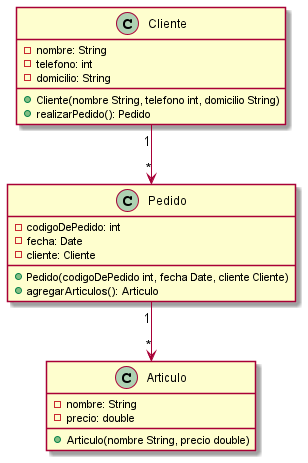 C Cliente
nombre: String
telefono: int
domicilio: String
Cliente(nombre String, telefono int, domicilio String)
realizarPedido(): Pedido
1
*
C Pedido
codigoDePedido: int
fecha: Date
cliente: Cliente
Pedido(codigoDePedido int, fecha Date, cliente Cliente)
agregarArticulos(): Articulo
1
*
C Articulo
nombre: String
precio: double
Articulo(nombre String, precio double)